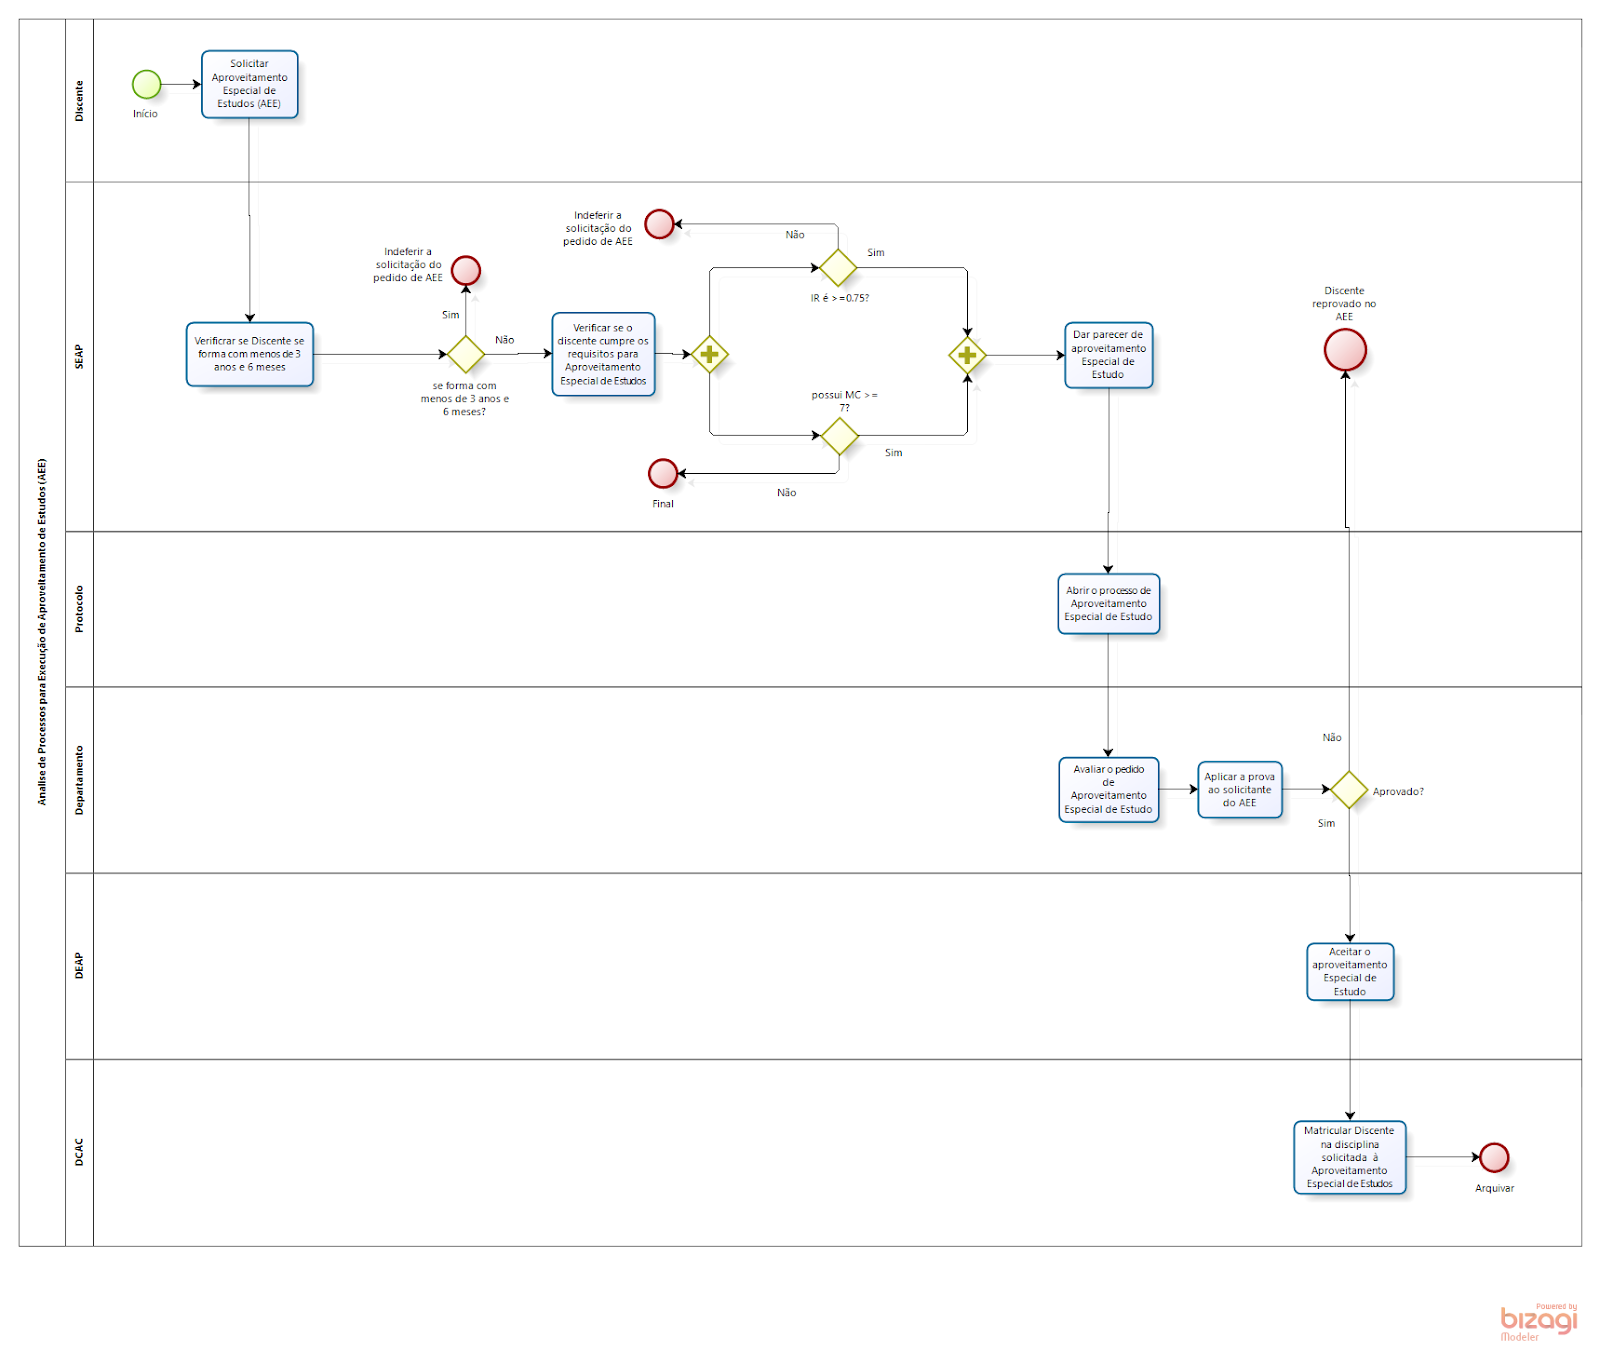 Analise de Processos para Execução de Aproveitamento de Estudos (AEE)
Discente
Início
Solicitar
Aproveitamento
Especial de
Estudos (AEE)
SEAP
Verificrar se Discente se
forma com menos de 3
anos e 6 meses
Indeferir a
solicitação do
pedido de AEE
Sim
Não
se forma com
menos de 3 anos e
6 meses?
Verificar se o
discente cumpre os
requisitos para
Aproveitamento
Especial de Estudos
Indeferir a
solicitação do
pedido de AEE
Não
Sim
IR é >=0.75?
possui MC >=
7?
Sim
Não
Final
Dar parecer de
aproveitamento
Especial de
Estudo
Discente
reprovado no
AEE
Protocolo
Abrir o processo de
Aproveitamento
Especial de Estudo
Departamento
Avaliar o pedido
de
Aproveitamento
Especial de Estudo
Aplicar a prova
ao solicitante
do AEE
Não
Aprovado?
Sim
DEAP
Aceitar o
aproveitamento
Especial de
Estudo
DCAC
Matricular Discente
na disciplina
solicitada à
Aproveitamento
Especial de Estudos
Arquivar
Powered by
bizagi
Modeler